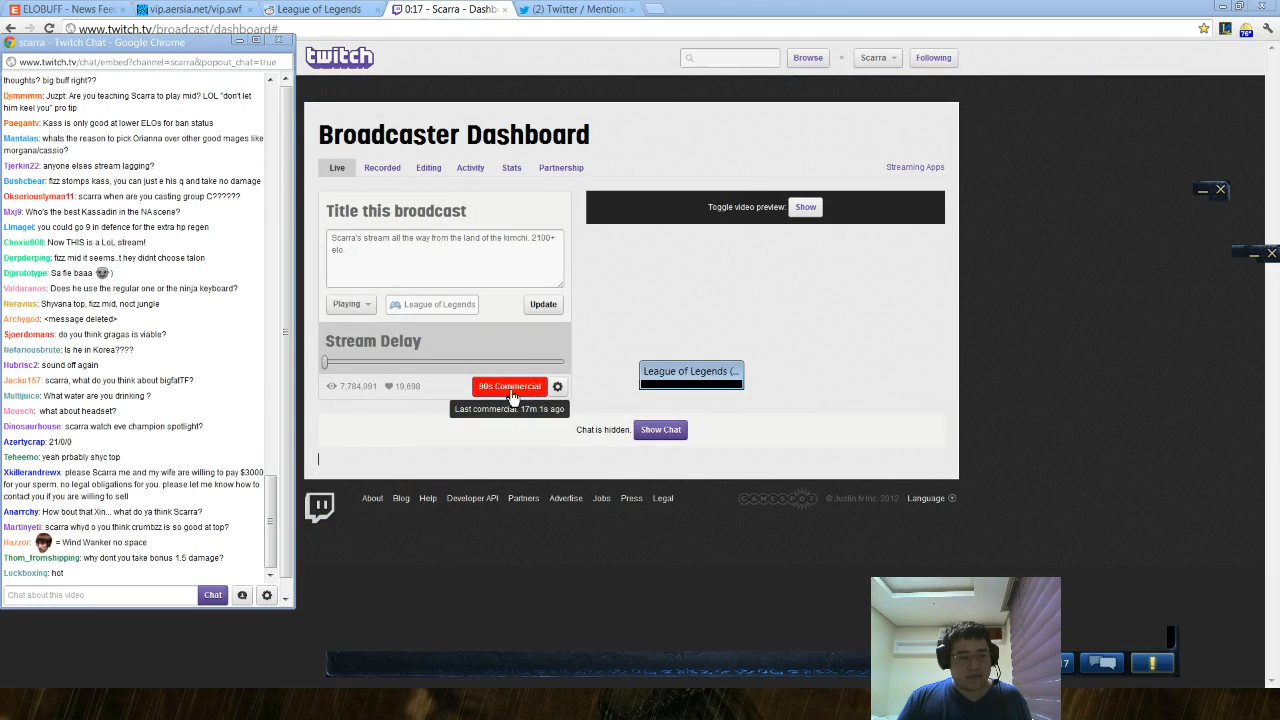 ELOBUFF - News Feed
vip.aersia.net/vip.swf
League of Legends
0:17 - Scarra - Dashb
(2) Twitter / Mention
www.twitch.tv/broadcast/dashboard#
76°
scarra - Twitch Chat - Google Chrome
www.twitch.tv/chat/embed?channel=scarra&popout_chat=true
thoughts? big buff right??
Djimmmm: Juzpt: Are you teaching Scarra to play mid? LOL "don't let
him keel you" pro tip
Paegantv: Kass is only good at lower ELOs for ban status
Mantalas: whats the reason to pick Orianna over other good mages like
morgana/cassio?
Tjerkin22: anyone elses stream lagging?
Bushcbear: fizz stomps kass, you can just e his q and take no damage
Okseriouslyman11: scarra when are you casting group C??????
Mxj9: Who's the best Kassadin in the NA scene?
Llmagel: you could go 9 in defence for the extra hp regen
Choxie808: Now THIS is a LoL stream!
Derpderping: fizz mid it seems..t hey didnt choose talon
Djprototype: Sa fie baaa )
Valdaranos: Does he use the regular one or the ninja keyboard?
Neravius: Shyvana top, fizz mid, noct jungle
Archygod: <message deleted>
Sjoerdomans: do you think gragas is viable?
Nefariousbrute: Is he in Korea????
Hubrisc2: sound off again
Jacku157: scarra, what do you think about bigfatTF?
Multijuice: What water are you drinking ?
Mousch: what about headset?
Dinosaurhouse: scarra watch eve champion spotlight?
Azertycrap: 21/0/0
Teheemo: yeah prbably shyc top
Xkillerandrewx: please Scarra me and my wife are willing to pay $3000
for your sperm. no legal obligations for you. please let me know how to
contact you if you are willing to sell
Anarrchy: How bout that Xin... what do ya think Scarra?
Martinyeti: scarra whyd o you think crumbzz is so good at top?
Razzor: = Wind Wanker no space
Thom_fromshipping: why dont you take bonus 1.5 damage?
Luckboxing: hot
Chat about this video
Chat
twitch
Browse
Scarra
Following
Broadcaster Dashboard
Live Recorded Editing Activity Stats Partnership Streaming Apps
Title this broadcast
Scarra's stream all the way from the land of the kimchi. 2100+
elo.
Playing League of Legends Update
Toggle video preview: Show
Stream Delay
7,784,091 19,698 90s Commercial
Last commercial: 17m 1s ago
League of Legends (...
Chat is hidden. Show Chat
About Blog Help Developer API Partners Advertise Jobs Press Legal GAMESPOT © Justin.tv Inc. 2012 Language